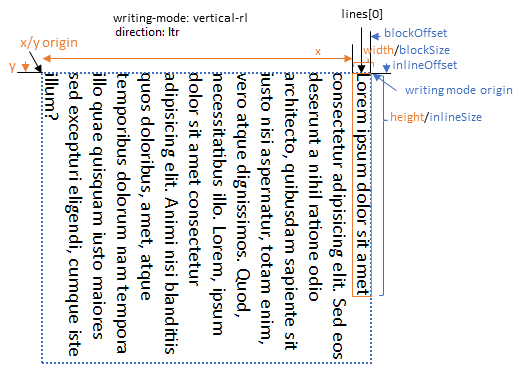 writing-mode: vertical-rl
direction: ltr
lines[0]
blockOffset
x/y origin
x
width/blockSize
y
inlineOffset
writing mode origin
height/inlineSize
Lorem ipsum dolor sit amet
consectetur adipisicing elit. Sed eos
deserunt a nihil ratione odio
architecto, quibusdam sapiente sit
iusto nisi aspernatur, totam enim,
vero atque dignissimos. Quod,
necessitatibus illo. Lorem, ipsum
dolor sit amet consectetur
adipisicing elit. Animi nisi blanditiis
quos doloribus, amet, atque
temporibus dolorum nam tempora
illo quae quisquam iusto maiores
sed excepturi eligendi, cumque iste
illum?